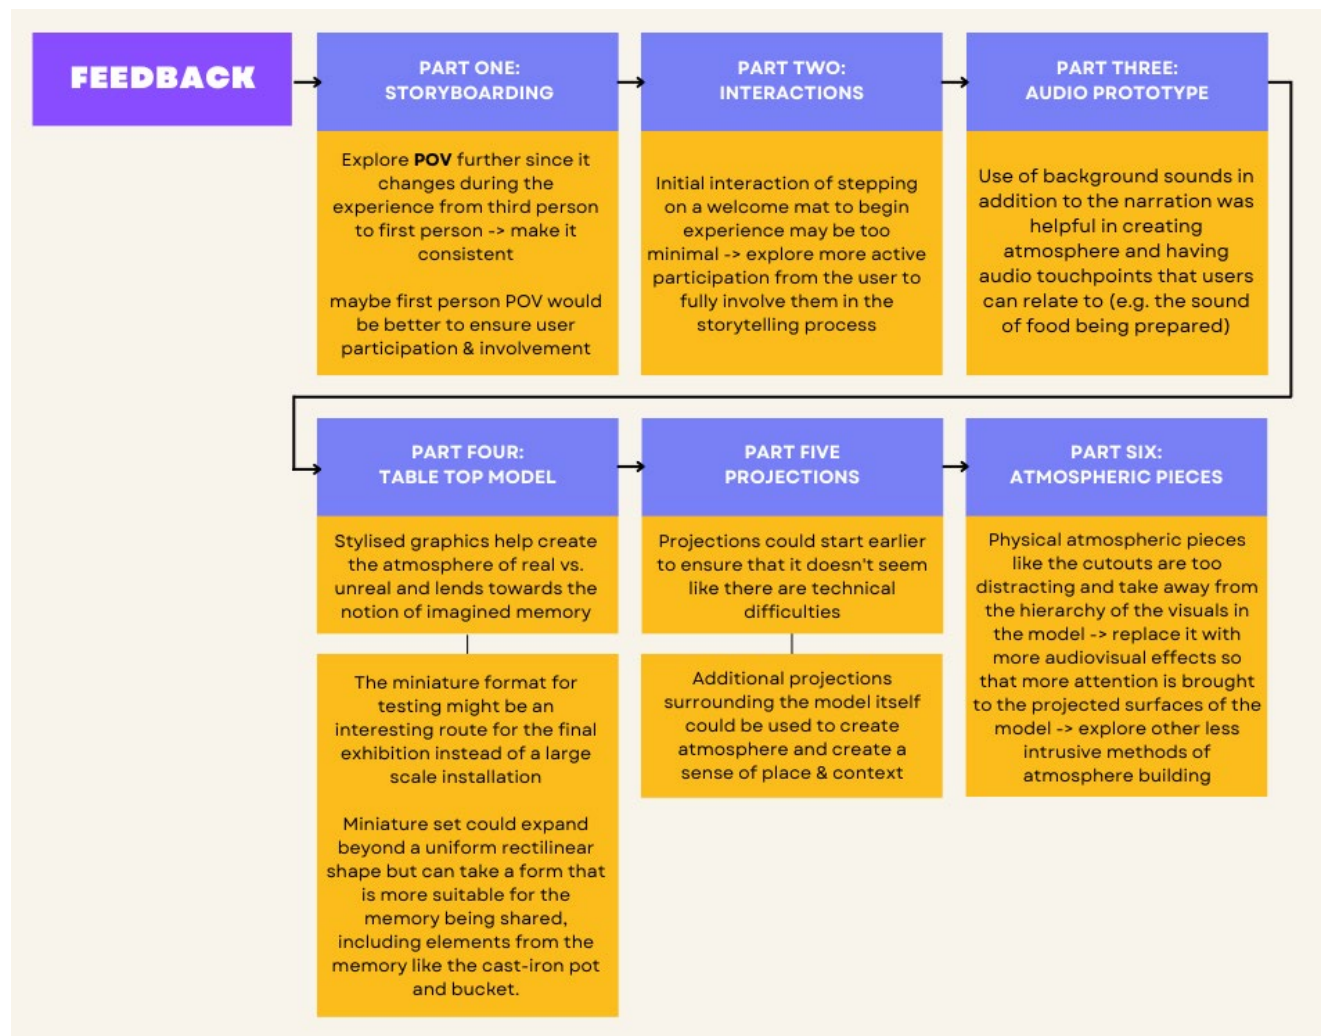 FEEDBACK
PART ONE:
STORYBOARDING
Explore POV further since it
changes during the
experience from third person
to first person -> make it
consistent
maybe first person POV would
be better to ensure user
participation & involvement
PART TWO:
INTERACTIONS
Initial interaction of stepping
on a welcome mat to begin
experience may be too
minimal -> explore more active
participation from the user to
fully involve them in the
storytelling process
PART THREE:
AUDIO PROTOTYPE
Use of background sounds in
addition to the narration was
helpful in creating
atmosphere and having
audio touchpoints that users
can relate to (e.g. the sound
of food being prepared)
PART FOUR:
TABLE TOP MODEL
Stylised graphics help create
the atmosphere of real vs.
unreal and lends towards the
notion of imagined memory
The miniature format for
testing might be an
interesting route for the final
exhibition instead of a large
scale installation
Miniature set could expand
beyond a uniform rectilinear
shape but can take a form that
is more suitable for the
memory being shared,
including elements from the
memory like the cast-iron pot
and bucket.
PART FIVE
PROJECTIONS
Projections could start earlier
to ensure that it doesn't seem
like there are technical
difficulties
Additional projections
surrounding the model itself
could be used to create
atmosphere and create a
sense of place & context
PART SIX:
ATMOSPHERIC PIECES
Physical atmospheric pieces
like the cutouts are too
distracting and take away from
the hierarchy of the visuals in
the model -> replace it with
more audiovisual effects so
that more attention is brought
to the projected surfaces of the
model -> explore other less
intrusive methods of
atmosphere building